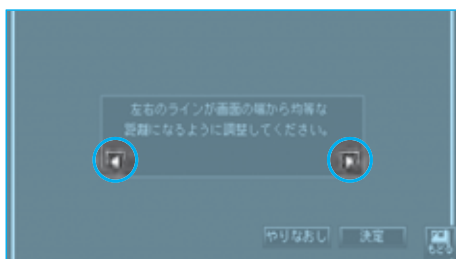 左右のラインが画面の端から均等な
距離になるように調整してください。
やりなおし
決定
もどる